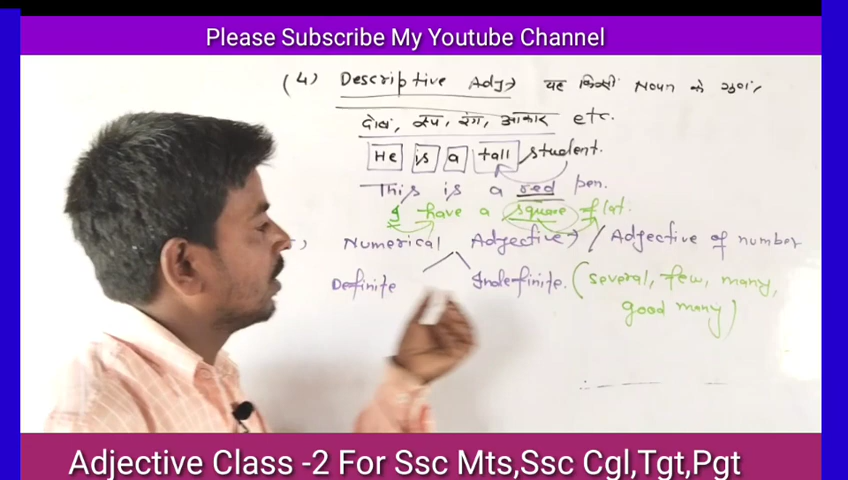 Please Subscribe My Youtube Channel
(4) Descriptive Adj→ यह किसी Noun के गुण,
दोष, रूप, रंग, आकार etc.
He is a tall student.
This is a red pen.
I have a square flat.
Numerical Adjective→ / Adjective of number
Definite Indefinite. (several, few, many,
good many)
Adjective Class -2 For Ssc Mts,Ssc Cgl,Tgt,Pgt